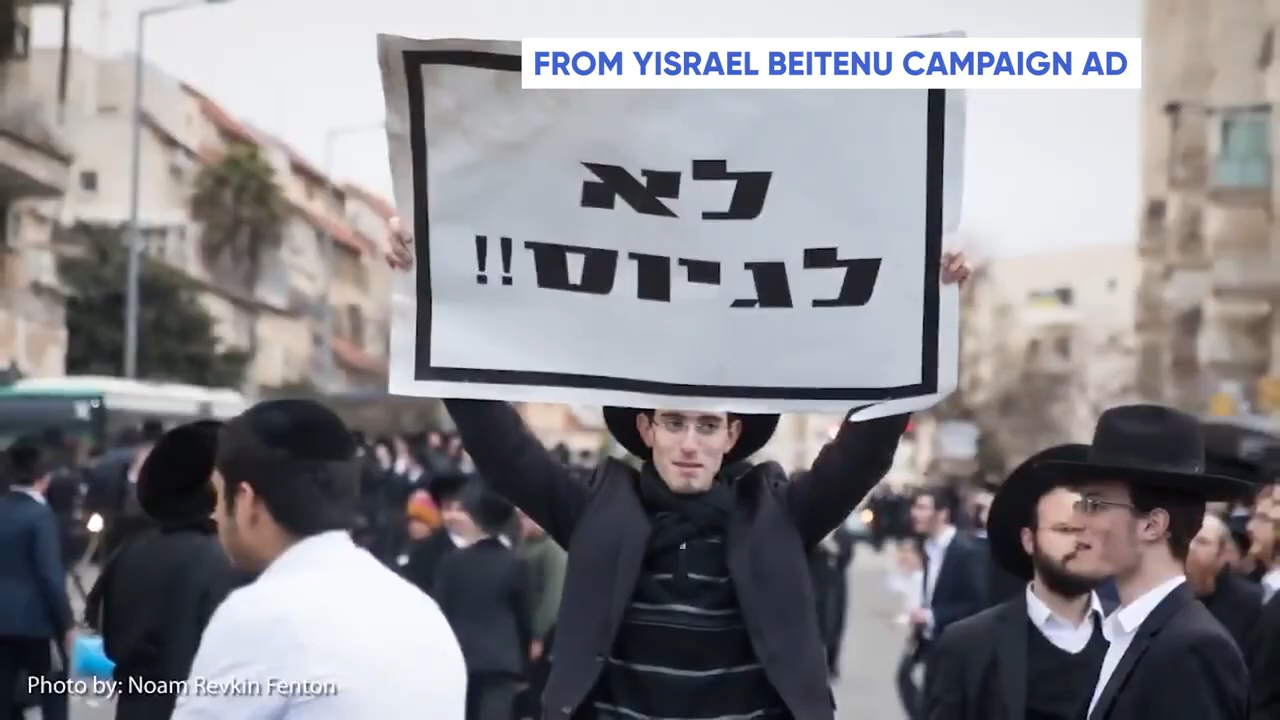 FROM YISRAEL BEITENU CAMPAIGN AD
לא
לגיוס!!
Photo by: Noam Revkin Fenton